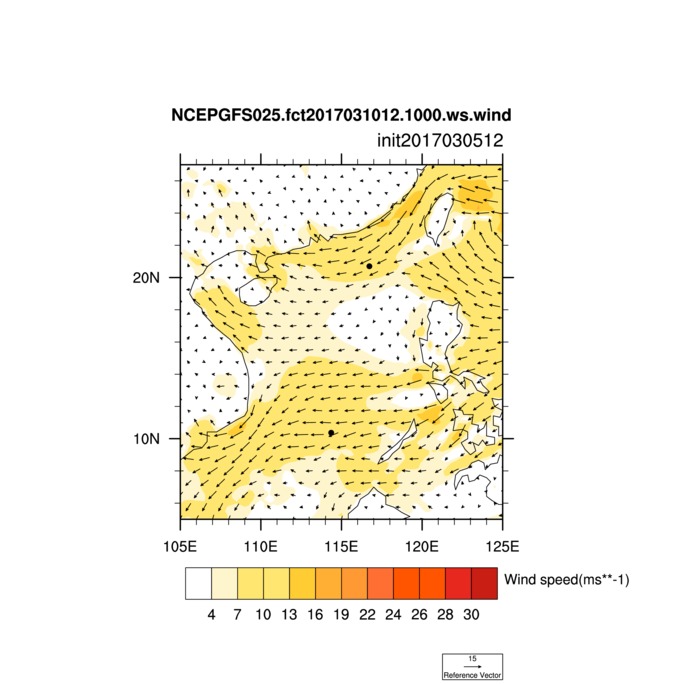 NCEPGFS025.fct2017031012.1000.ws.wind
init2017030512
20N
10N
105E 110E 115E 120E 125E
Wind speed(ms**-1)
4 7 10 13 16 19 22 24 26 28 30
15
Reference Vector